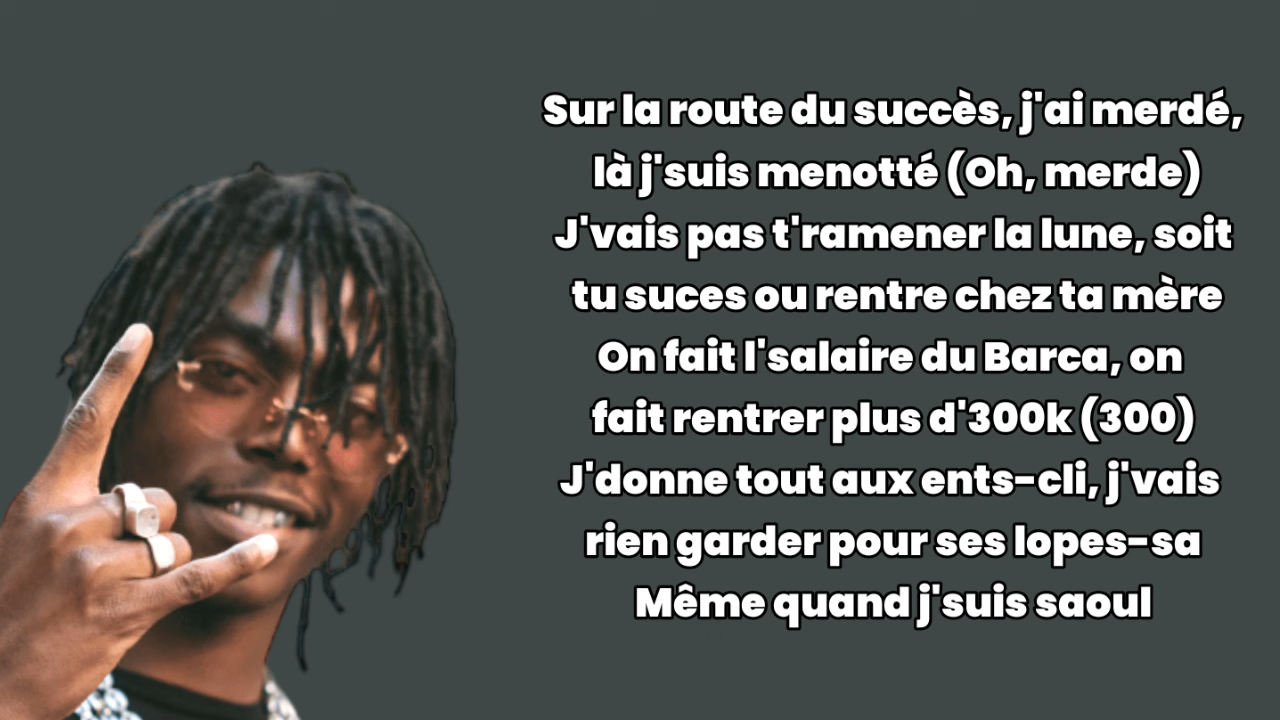 Sur la route du succès, j'ai merdé,
là j'suis menotté (Oh, merde)
J'vais pas t'ramener la lune, soit
tu suces ou rentre chez ta mère
On fait l'salaire du Barca, on
fait rentrer plus d'300k (300)
J'donne tout aux ents-cli, j'vais
rien garder pour ses lopes-sa
Même quand j'suis saoul